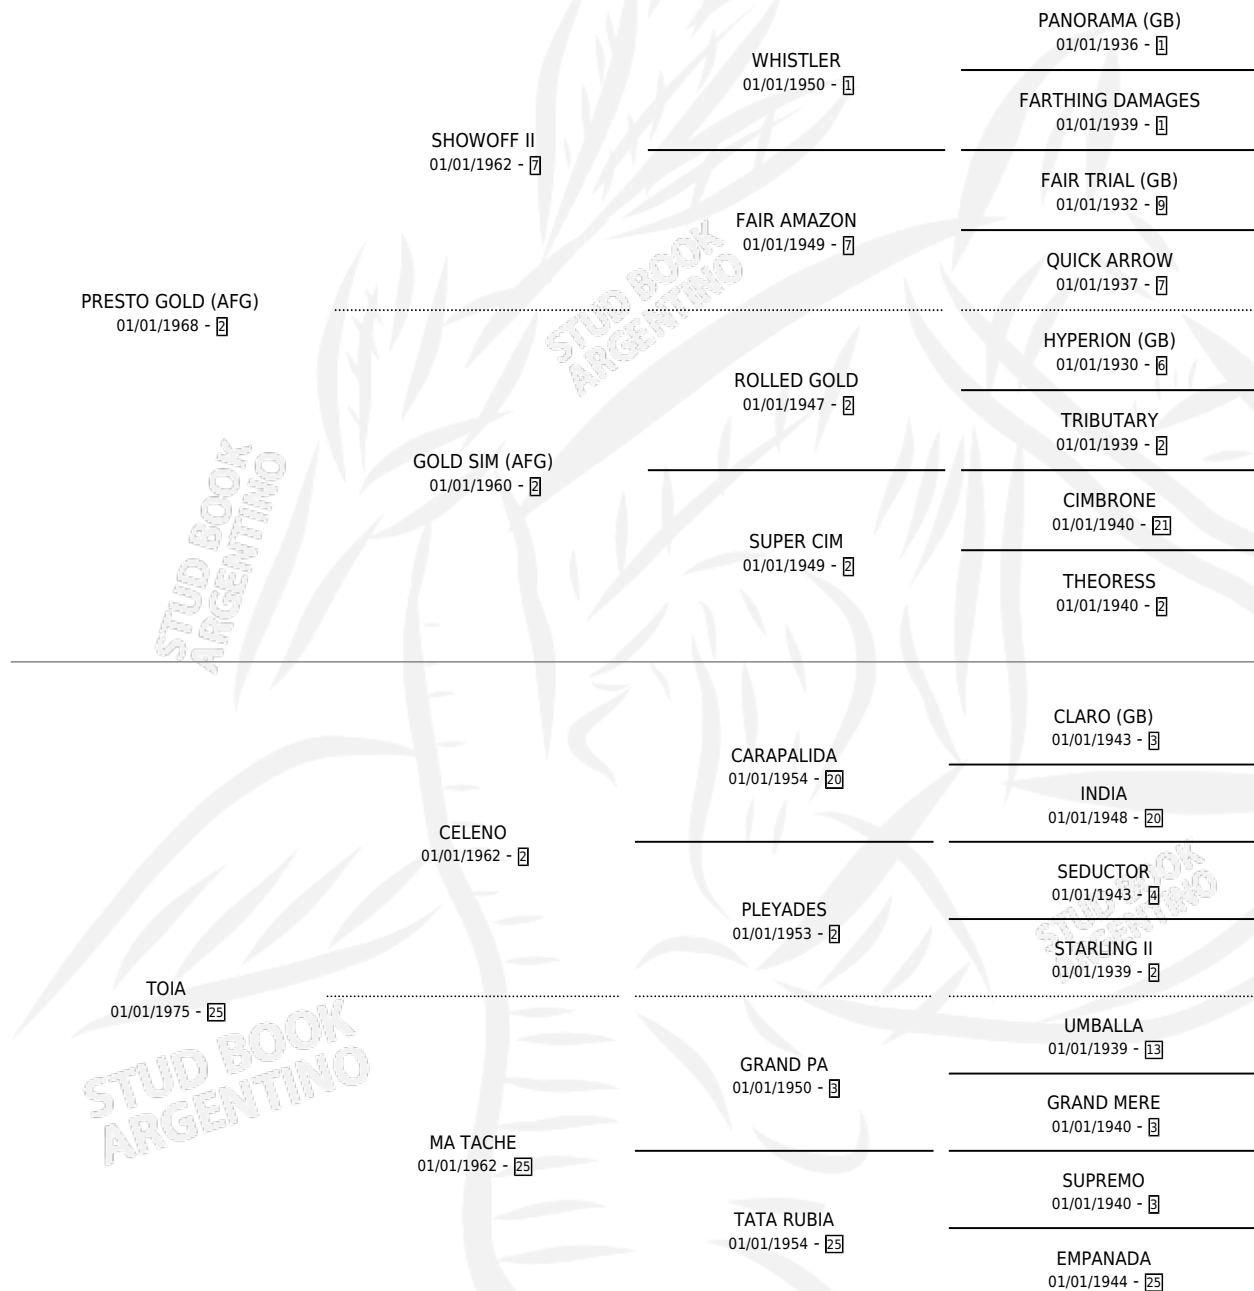 PRESTO GOLD (AFG)
01/01/1968 - 2
SHOWOFF II
01/01/1962 - 7
WHISTLER
01/01/1950 - 1
PANORAMA (GB)
01/01/1936 - 1
FARTHING DAMAGES
01/01/1939 - 1
FAIR AMAZON
01/01/1949 - 7
FAIR TRIAL (GB)
01/01/1932 - 9
QUICK ARROW
01/01/1937 - 7
GOLD SIM (AFG)
01/01/1960 - 2
ROLLED GOLD
01/01/1947 - 2
HYPERION (GB)
01/01/1930 - 6
TRIBUTARY
01/01/1939 - 2
SUPER CIM
01/01/1949 - 2
CIMBRONE
01/01/1940 - 21
THEORESS
01/01/1940 - 2
TOIA
01/01/1975 - 25
CELENO
01/01/1962 - 2
CARAPALIDA
01/01/1954 - 20
CLARO (GB)
01/01/1943 - 3
INDIA
01/01/1948 - 20
PLEYADES
01/01/1953 - 2
SEDUCTOR
01/01/1943 - 4
STARLING II
01/01/1939 - 2
MA TACHE
01/01/1962 - 25
GRAND PA
01/01/1950 - 3
UMBALLA
01/01/1939 - 13
GRAND MERE
01/01/1940 - 3
TATA RUBIA
01/01/1954 - 25
SUPREMO
01/01/1940 - 3
EMPANADA
01/01/1944 - 25
STUD BOOK
ARGENTINO
STUD BOOK
ARGENTINO
STUD BOOK
ARGENTINO
STUD BOOK
ARGENTINO